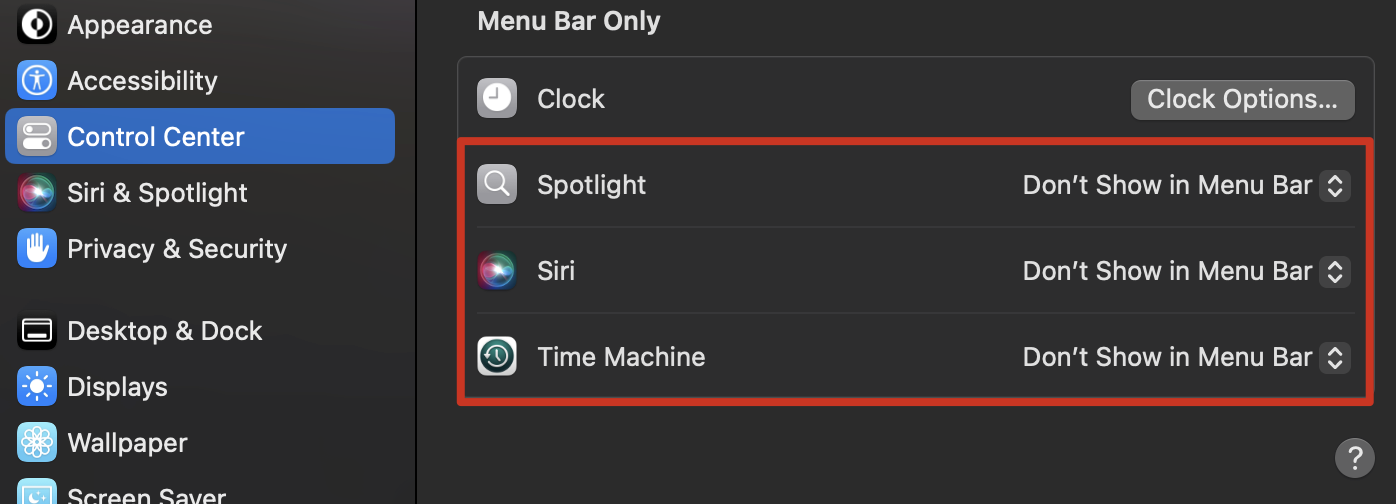 Appearance
Accessibility
Control Center
Siri & Spotlight
Privacy & Security
Desktop & Dock
Displays
Wallpaper
Screen Saver
Menu Bar Only
Clock
Clock Options...
Spotlight
Don’t Show in Menu Bar
Siri
Don’t Show in Menu Bar
Time Machine
Don’t Show in Menu Bar
?